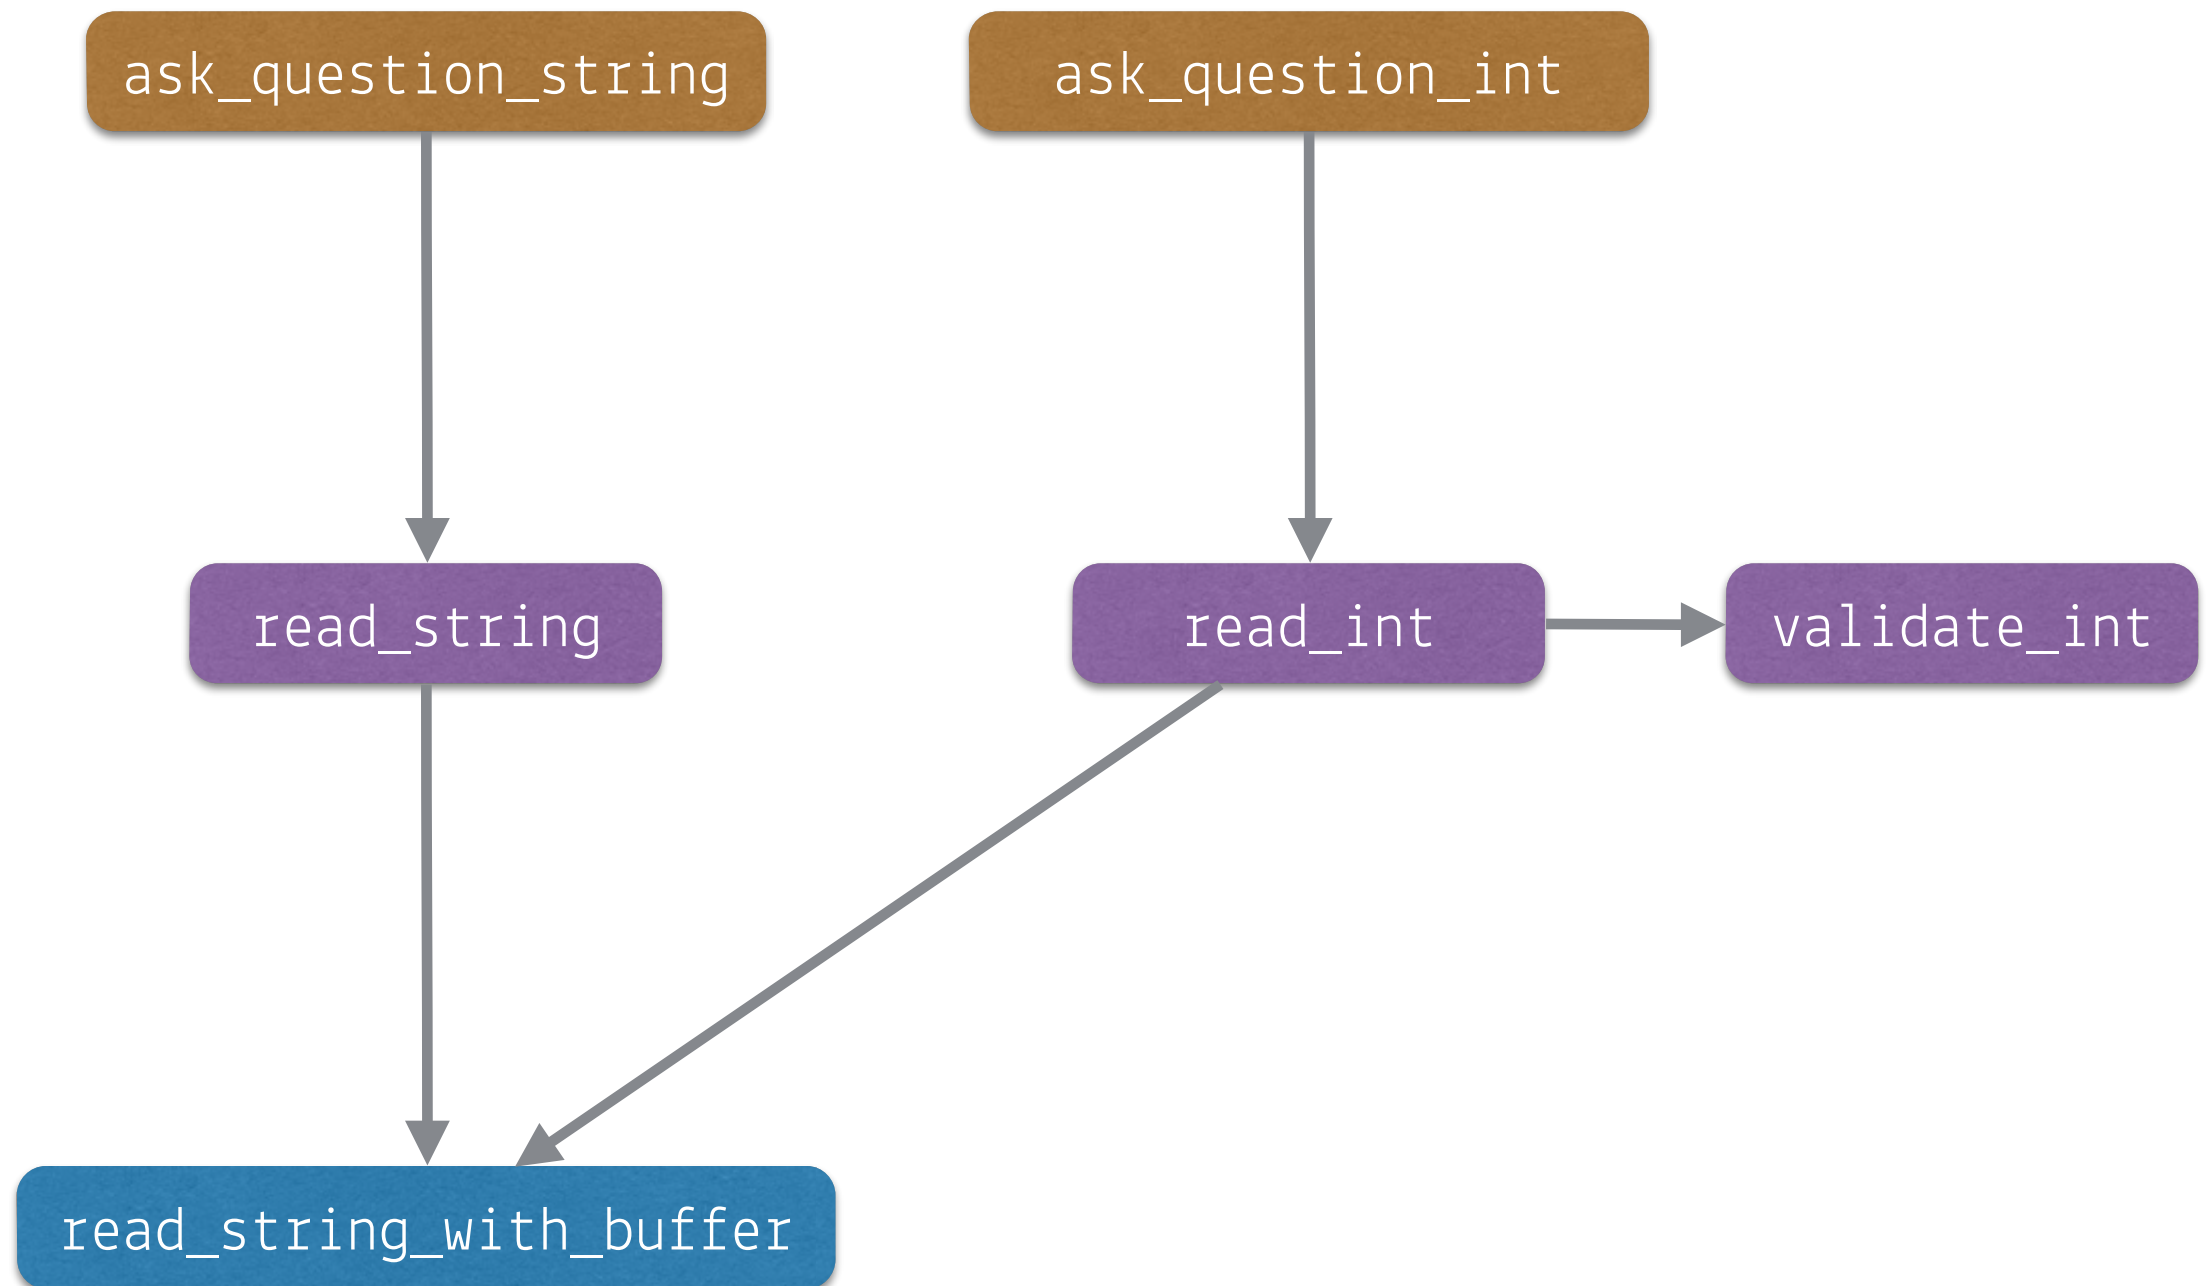 ask_question_string
ask_question_int
read_string
read_int
validate_int
read_string_with_buffer